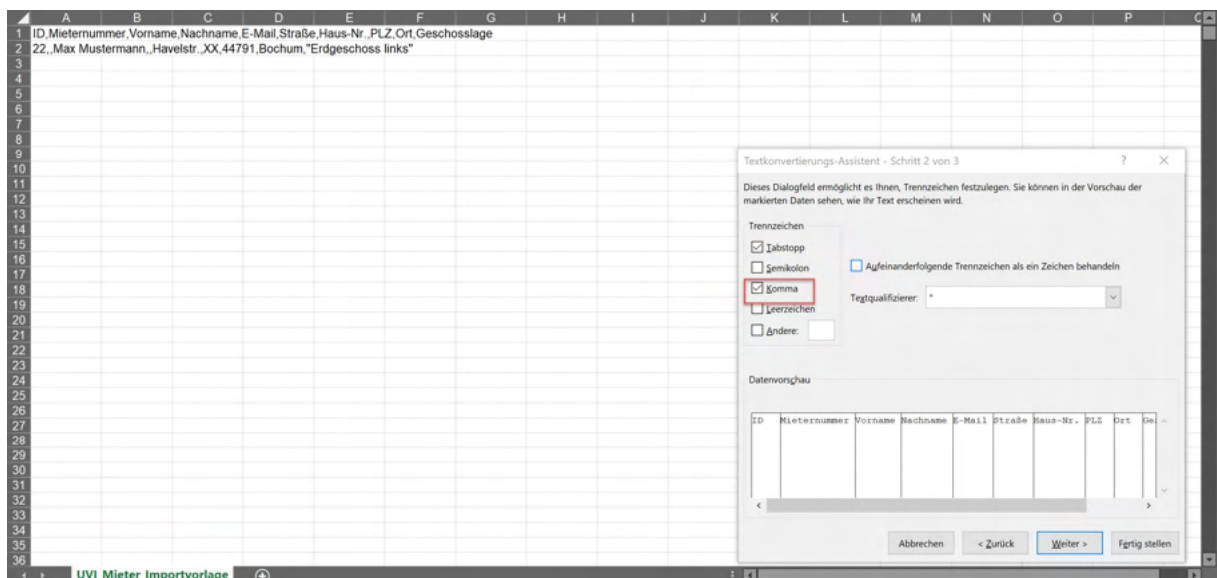 A B C D E F G H I J K L M N O P
1 ID,Mieternummer,Vorname,Nachname,E-Mail,Straße,Haus-Nr.,PLZ,Ort,Geschosslage
2 22,,Max Mustermann,,Havelstr.,XX,44791,Bochum,"Erdgeschoss links"
3
4
5
6
7
8
9
10
11
12
13
14
15
16
17
18
19
20
21
22
23
24
25
26
27
28
29
30
31
32
33
34
35
36
Textkonvertierungs-Assistent - Schritt 2 von 3 ? ×
Dieses Dialogfeld ermöglicht es Ihnen, Trennzeichen festzulegen. Sie können in der Vorschau der
markierten Daten sehen, wie Ihr Text erscheinen wird.
Trennzeichen
Tabstopp
Semikolon
Komma
Leerzeichen
Andere:
Aufeinanderfolgende Trennzeichen als ein Zeichen behandeln
Textqualifizierer: "
Datenvorschau
ID Mieternummer Vorname Nachname E-Mail Straße Haus-Nr. PLZ Ort
Abbrechen < Zurück Weiter > Fertig stellen
UVI_Mieter_Importvorlage